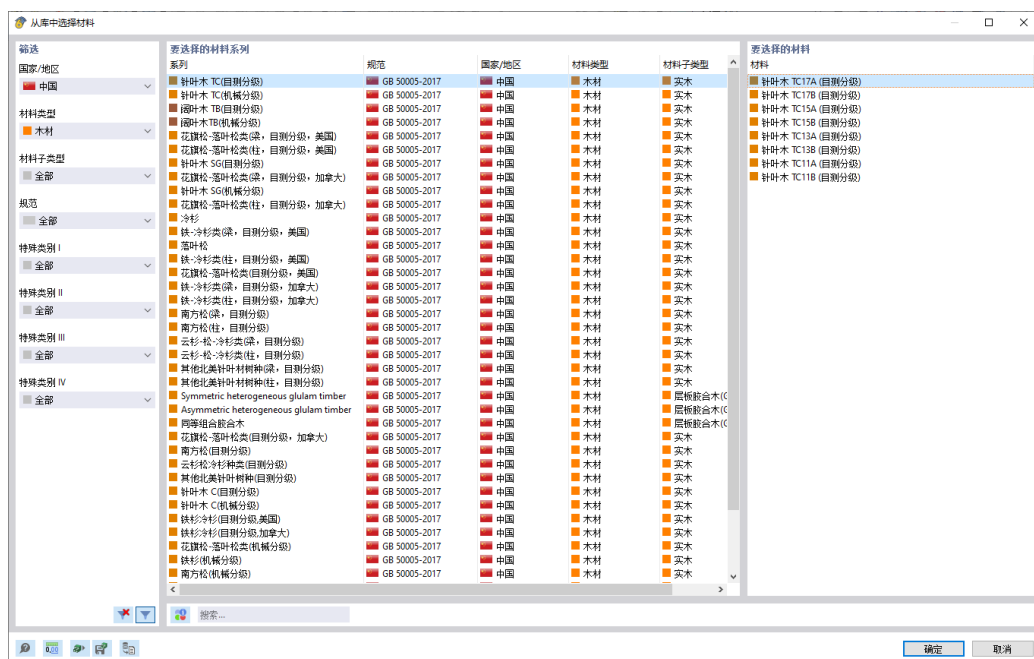 从库中选择材料
筛选
国家/地区
中国
材料类型
木材
材料子类型
全部
规范
全部
特殊类别 I
全部
特殊类别 II
全部
特殊类别 III
全部
特殊类别 IV
全部
要选择的材料系列
系列 规范 国家/地区 材料类型 材料子类型
针叶木 TC(目测分级) GB 50005-2017 中国 木材 实木
针叶木 TC(机械分级) GB 50005-2017 中国 木材 实木
阔叶木 TB(目测分级) GB 50005-2017 中国 木材 实木
阔叶木TB(机械分级) GB 50005-2017 中国 木材 实木
花旗松-落叶松类(梁，目测分级，美国) GB 50005-2017 中国 木材 实木
花旗松-落叶松类(柱，目测分级，美国) GB 50005-2017 中国 木材 实木
针叶木 SG(目测分级) GB 50005-2017 中国 木材 实木
花旗松-落叶松类(梁，目测分级，加拿大) GB 50005-2017 中国 木材 实木
针叶木 SG(机械分级) GB 50005-2017 中国 木材 实木
花旗松-落叶松类(柱，目测分级，加拿大) GB 50005-2017 中国 木材 实木
冷杉 GB 50005-2017 中国 木材 实木
铁-冷杉类(梁，目测分级，美国) GB 50005-2017 中国 木材 实木
落叶松 GB 50005-2017 中国 木材 实木
铁-冷杉类(柱，目测分级，美国) GB 50005-2017 中国 木材 实木
花旗松-落叶松类(目测分级，美国) GB 50005-2017 中国 木材 实木
铁-冷杉类(梁，目测分级，加拿大) GB 50005-2017 中国 木材 实木
铁-冷杉类(柱，目测分级，加拿大) GB 50005-2017 中国 木材 实木
南方松(梁，目测分级) GB 50005-2017 中国 木材 实木
南方松(柱，目测分级) GB 50005-2017 中国 木材 实木
云杉-松-冷杉类(梁，目测分级) GB 50005-2017 中国 木材 实木
云杉-松-冷杉类(柱，目测分级) GB 50005-2017 中国 木材 实木
其他北美针叶材树种(梁，目测分级) GB 50005-2017 中国 木材 实木
其他北美针叶材树种(柱，目测分级) GB 50005-2017 中国 木材 实木
Symmetric heterogeneous glulam timber GB 50005-2017 中国 木材 层板胶合木(G
Asymmetric heterogeneous glulam timber GB 50005-2017 中国 木材 层板胶合木(G
同等组合胶合木 GB 50005-2017 中国 木材 层板胶合木(G
花旗松-落叶松类(目测分级，加拿大) GB 50005-2017 中国 木材 实木
南方松(目测分级) GB 50005-2017 中国 木材 实木
云杉松冷杉种类(目测分级) GB 50005-2017 中国 木材 实木
其他北美针叶树种(目测分级) GB 50005-2017 中国 木材 实木
针叶木 C(目测分级) GB 50005-2017 中国 木材 实木
针叶木 C(机械分级) GB 50005-2017 中国 木材 实木
铁杉冷杉(目测分级,美国) GB 50005-2017 中国 木材 实木
铁杉冷杉(目测分级,加拿大) GB 50005-2017 中国 木材 实木
花旗松-落叶松类(机械分级) GB 50005-2017 中国 木材 实木
铁杉(机械分级) GB 50005-2017 中国 木材 实木
南方松(机械分级) GB 50005-2017 中国 木材 实木
搜索...
要选择的材料
材料
针叶木 TC17A (目测分级)
针叶木 TC17B (目测分级)
针叶木 TC15A (目测分级)
针叶木 TC15B (目测分级)
针叶木 TC13A (目测分级)
针叶木 TC13B (目测分级)
针叶木 TC11A (目测分级)
针叶木 TC11B (目测分级)
0,00
确定 取消